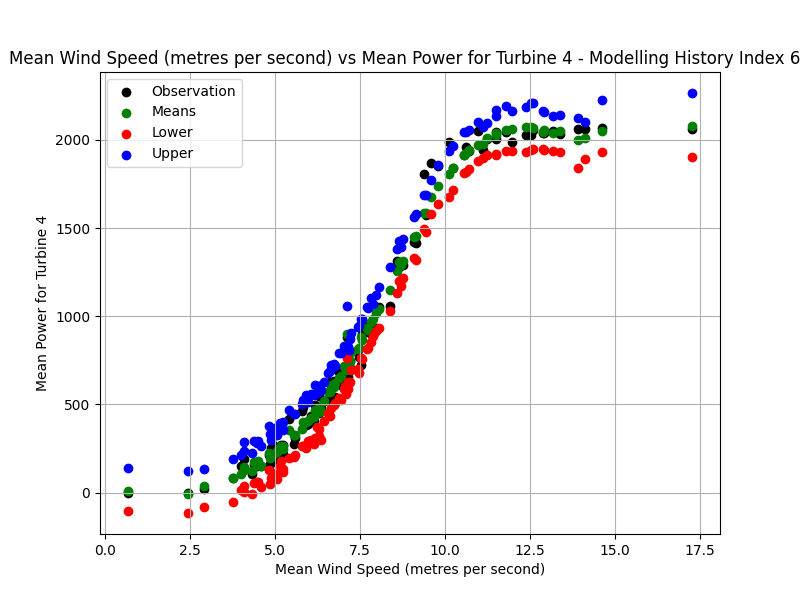 Mean Wind Speed (metres per second) vs Mean Power for Turbine 4 - Modelling History Index 6
Observation
Means
Lower
Upper
2000
1500
1000
500
0
Mean Power for Turbine 4
0.0 2.5 5.0 7.5 10.0 12.5 15.0 17.5
Mean Wind Speed (metres per second)